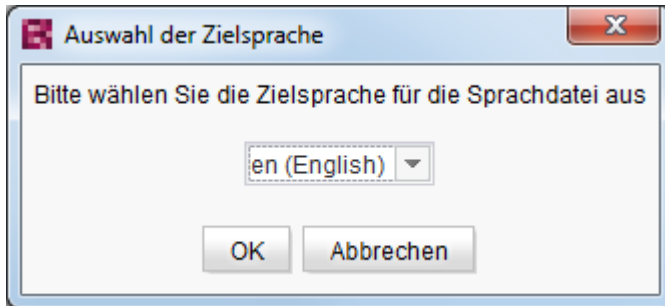 Auswahl der Zielsprache
Bitte wählen Sie die Zielsprache für die Sprachdatei aus
en (English)
OK Abbrechen